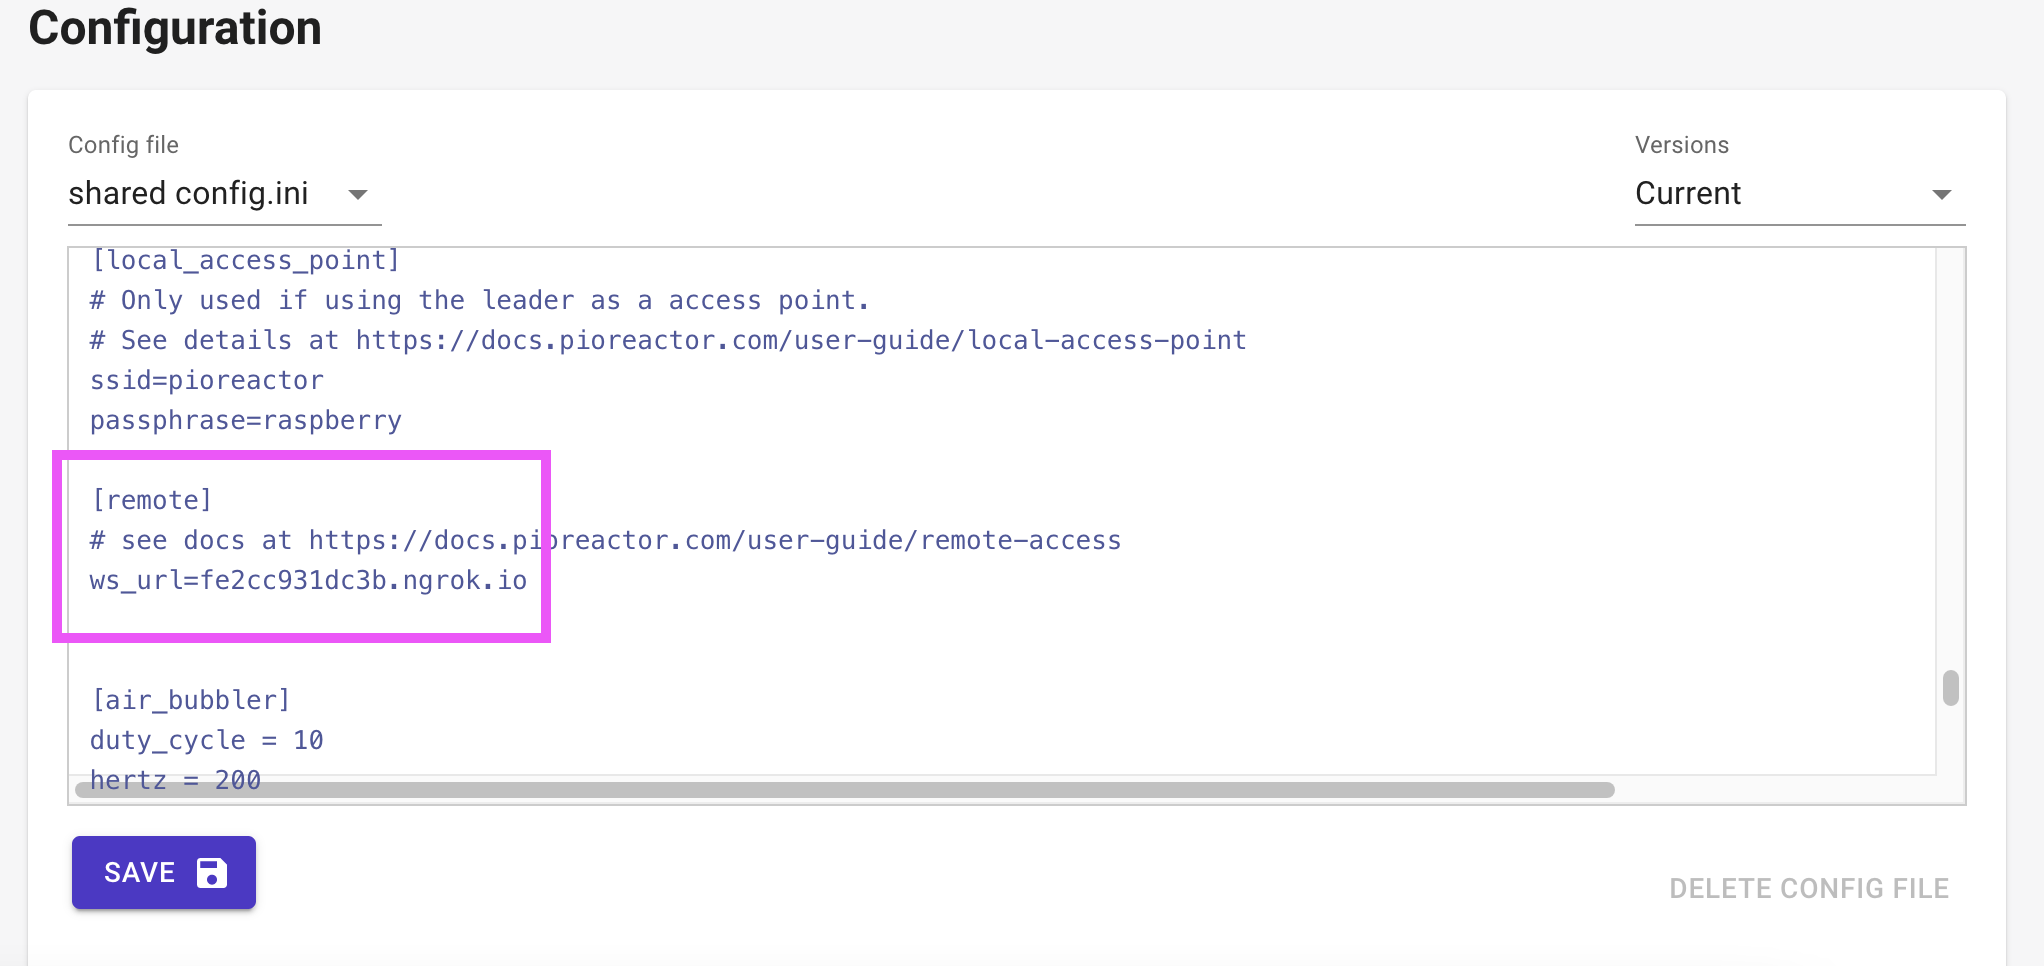 Configuration
Config file
Versions
shared config.ini
Current
[local_access_point]
# Only used if using the leader as a access point.
# See details at https://docs.pioreactor.com/user-guide/local-access-point
ssid=pioreactor
passphrase=raspberry
[remote]
# see docs at https://docs.pioreactor.com/user-guide/remote-access
ws_url=fe2cc931dc3b.ngrok.io
[air_bubbler]
duty_cycle = 10
hertz = 200
SAVE
DELETE CONFIG FILE